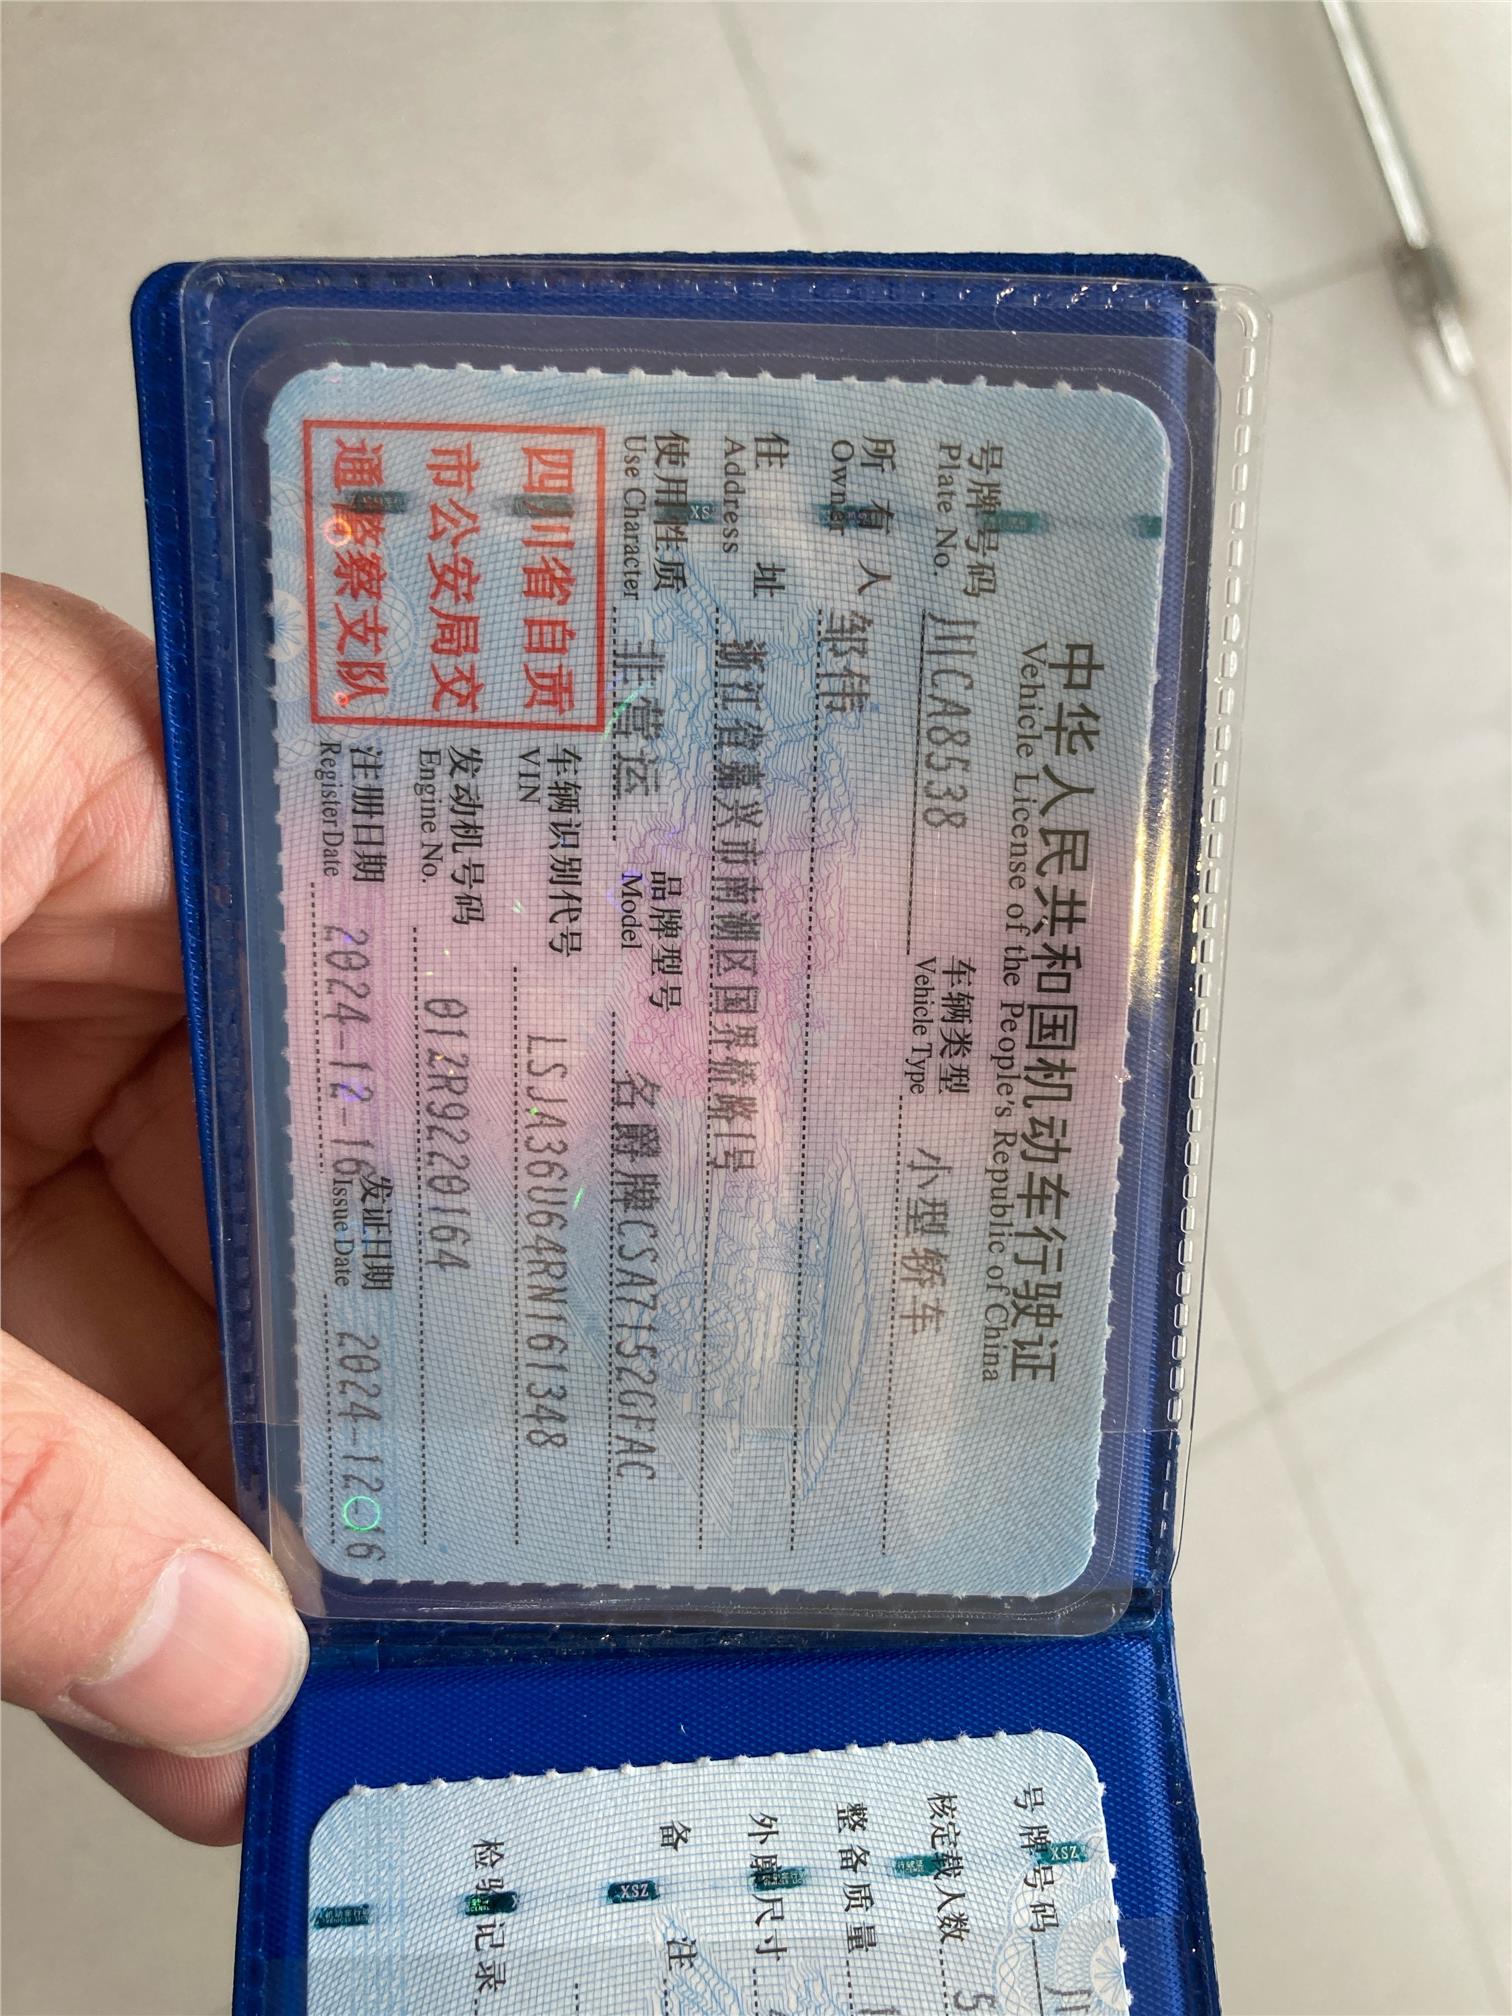 中华人民共和国机动车行驶证
Vehicle License of the People's Republic of China
号牌号码 川CA8538 车辆类型 小型轿车
Plate No. Vehicle Type
所有人 邹伟
Owner
住址 浙江省嘉兴市南湖区国界桥路1号
Address
使用性质 非营运 品牌型号 名爵牌CSA7152GFAC
Use Character Model
四川省自贡
市公安局交
通警察支队
车辆识别代号 LSJA36U64RN161348
VIN
发动机号码 012R9220164
Engine No.
注册日期 2024-12-16 发证日期 2024-12-16
Register Date Issue Date
号牌号码 川
核定载人数 5
整备质量
外廓尺寸
备注
检验记录
ZSX
ZSX